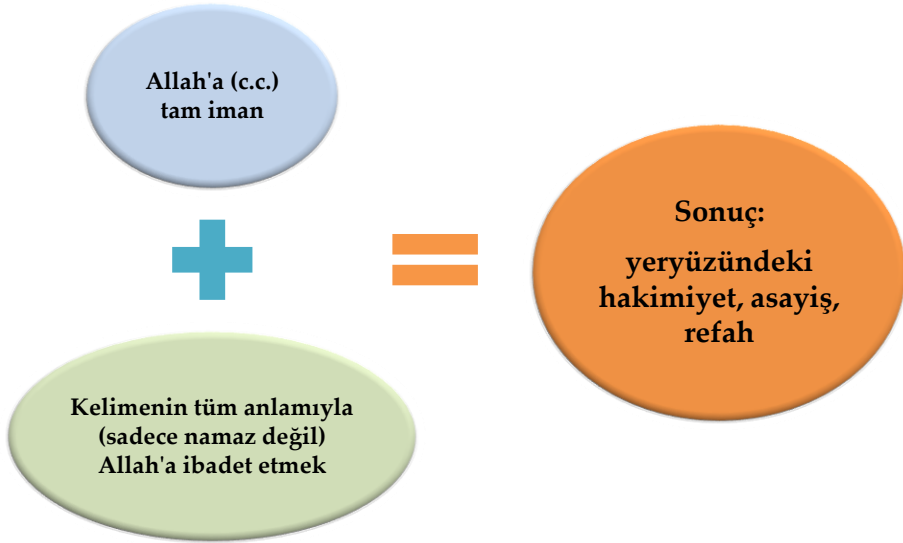 Allah'a (c.c.)
tam iman
Kelimenin tüm anlamıyla
(sadece namaz değil)
Allah'a ibadet etmek
Sonuç:
yeryüzündeki
hakimiyet, asayiş,
refah